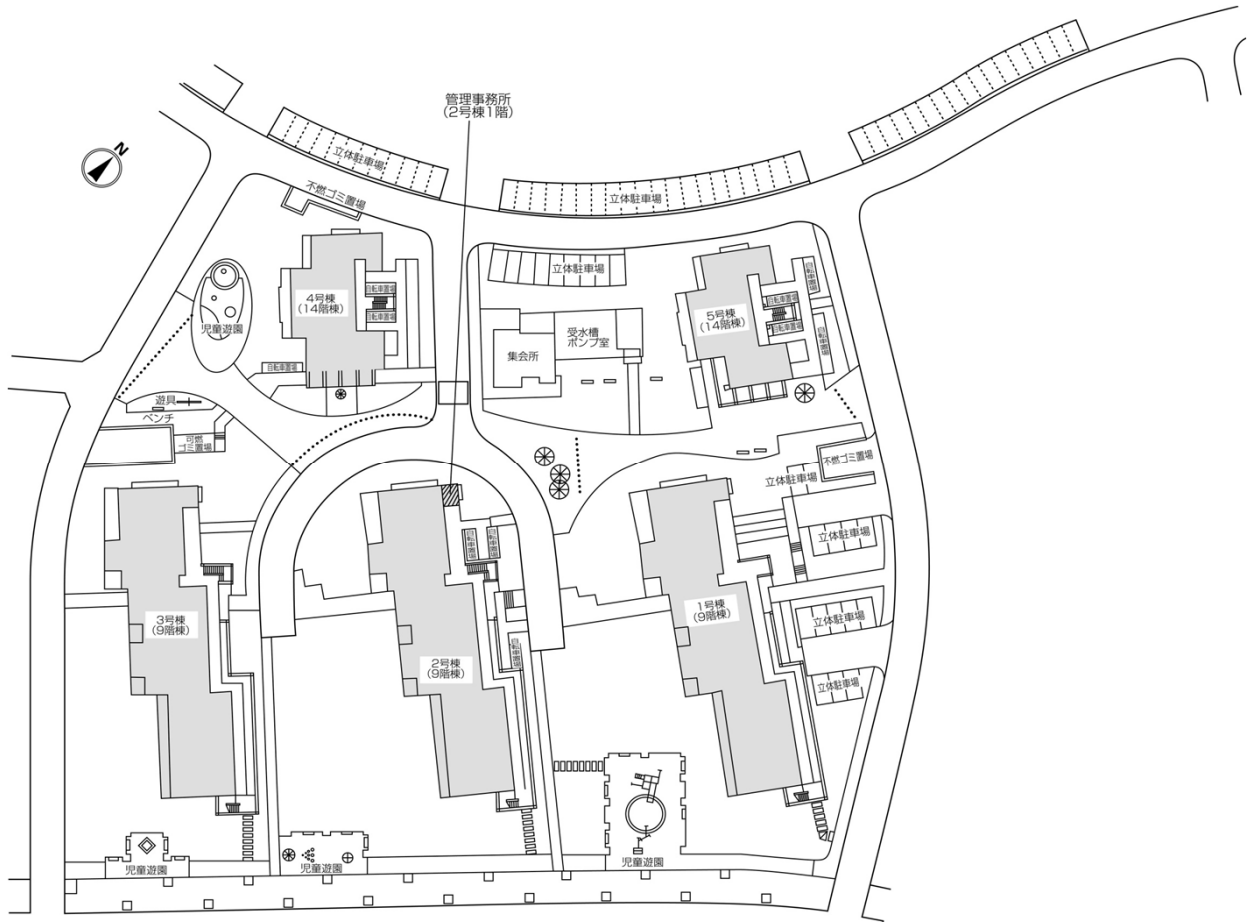 管理事務所
(2号棟1階)
N
立体駐車場
立体駐車場
不燃ゴミ置場
立体駐車場
4号棟
(14階棟)
自転車置場
自転車置場
児童遊園
自転車置場
集会所
受水槽
ポンプ室
5号棟
(14階棟)
自転車置場
自転車置場
自転車置場
自転車置場
遊具
ベンチ
可燃
ゴミ置場
不燃ゴミ置場
立体駐車場
立体駐車場
立体駐車場
立体駐車場
自転車置場
自転車置場
自転車置場
3号棟
(9階棟)
2号棟
(9階棟)
1号棟
(9階棟)
児童遊園
児童遊園
児童遊園